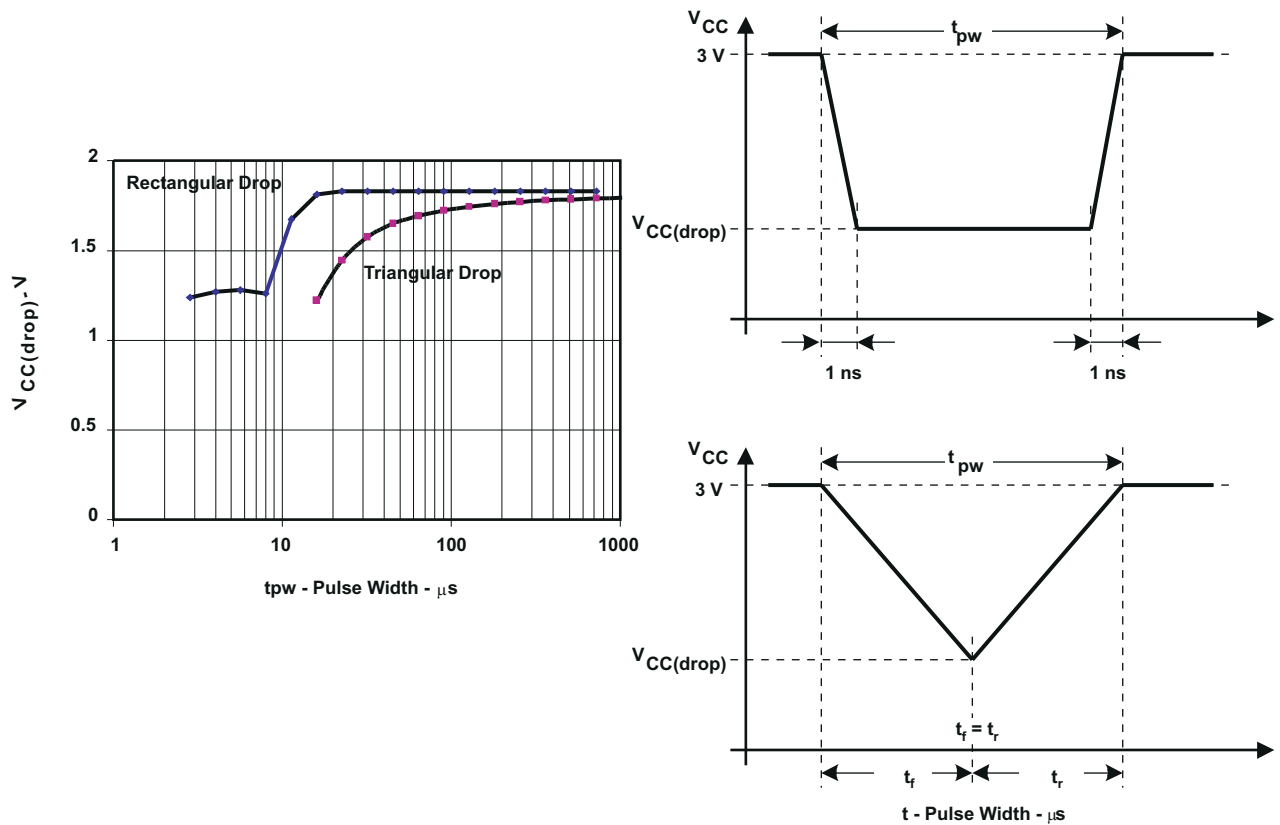 2
Rectangular Drop
1.5
Triangular Drop
1
0.5
0
VCC(drop) - V
1
10
100
1000
tpw - Pulse Width - μs
VCC
tpw
3 V
VCC(drop)
1 ns
1 ns
VCC
tpw
3 V
VCC(drop)
tf = tr
tf
tr
t - Pulse Width - μs